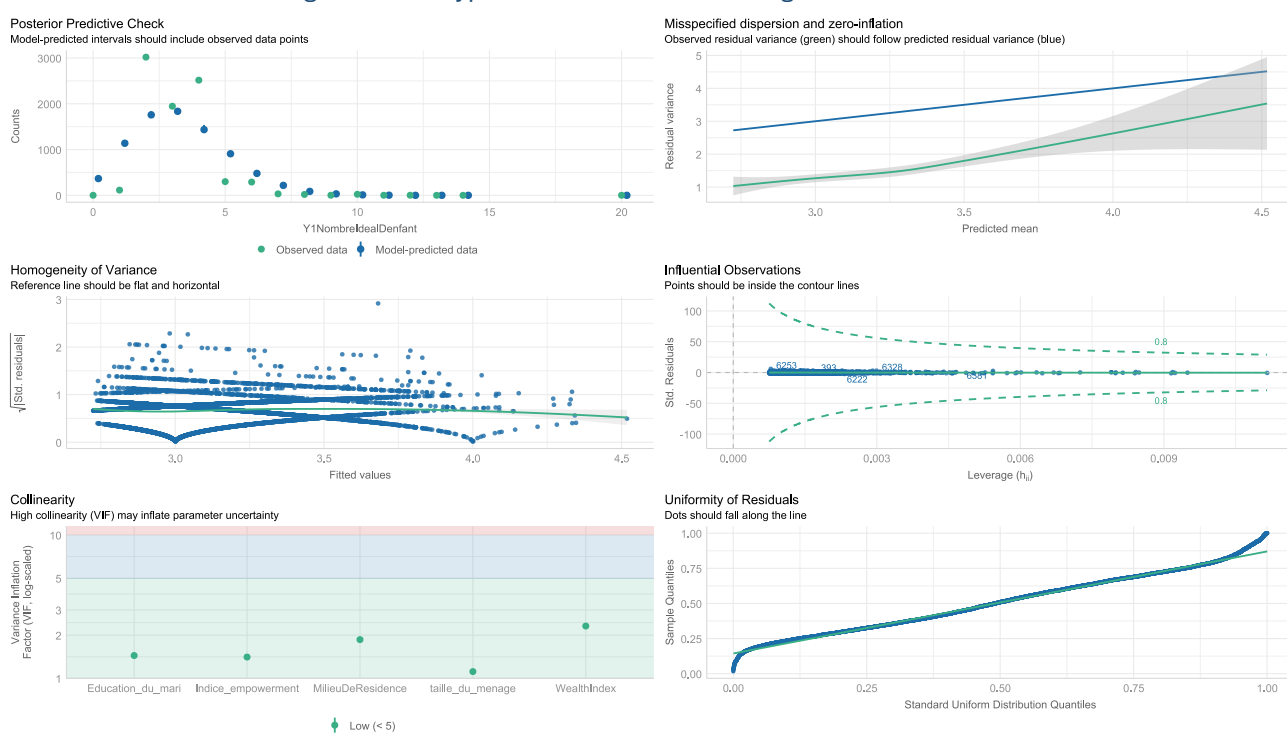 Posterior Predictive Check
Model-predicted intervals should include observed data points
3000
2000
1000
0
Counts
0 5 10 15 20
Y1NombreIdealDenfant
Observed data Model-predicted data
Misspecified dispersion and zero-inflation
Observed residual variance (green) should follow predicted residual variance (blue)
5
4
3
2
1
Residual variance
3.0 3.5 4.0 4.5
Predicted mean
Homogeneity of Variance
Reference line should be flat and horizontal
3
2
1
0
√|Std. residuals|
3.0 3.5 4.0 4.5
Fitted values
Influential Observations
Points should be inside the contour lines
100
50
0
-50
-100
Std. Residuals
0.8
6253 393 6328
6222 6351
0.8
0.000 0.003 0.006 0.009
Leverage (hii)
Collinearity
High collinearity (VIF) may inflate parameter uncertainty
10
5
3
2
1
Variance Inflation
Factor (VIF, log-scaled)
Education_du_mari Indice_empowerment MilieuDeResidence taille_du_menage WealthIndex
Low (< 5)
Uniformity of Residuals
Dots should fall along the line
1.00
0.75
0.50
0.25
0.00
Sample Quantiles
0.00 0.25 0.50 0.75 1.00
Standard Uniform Distribution Quantiles